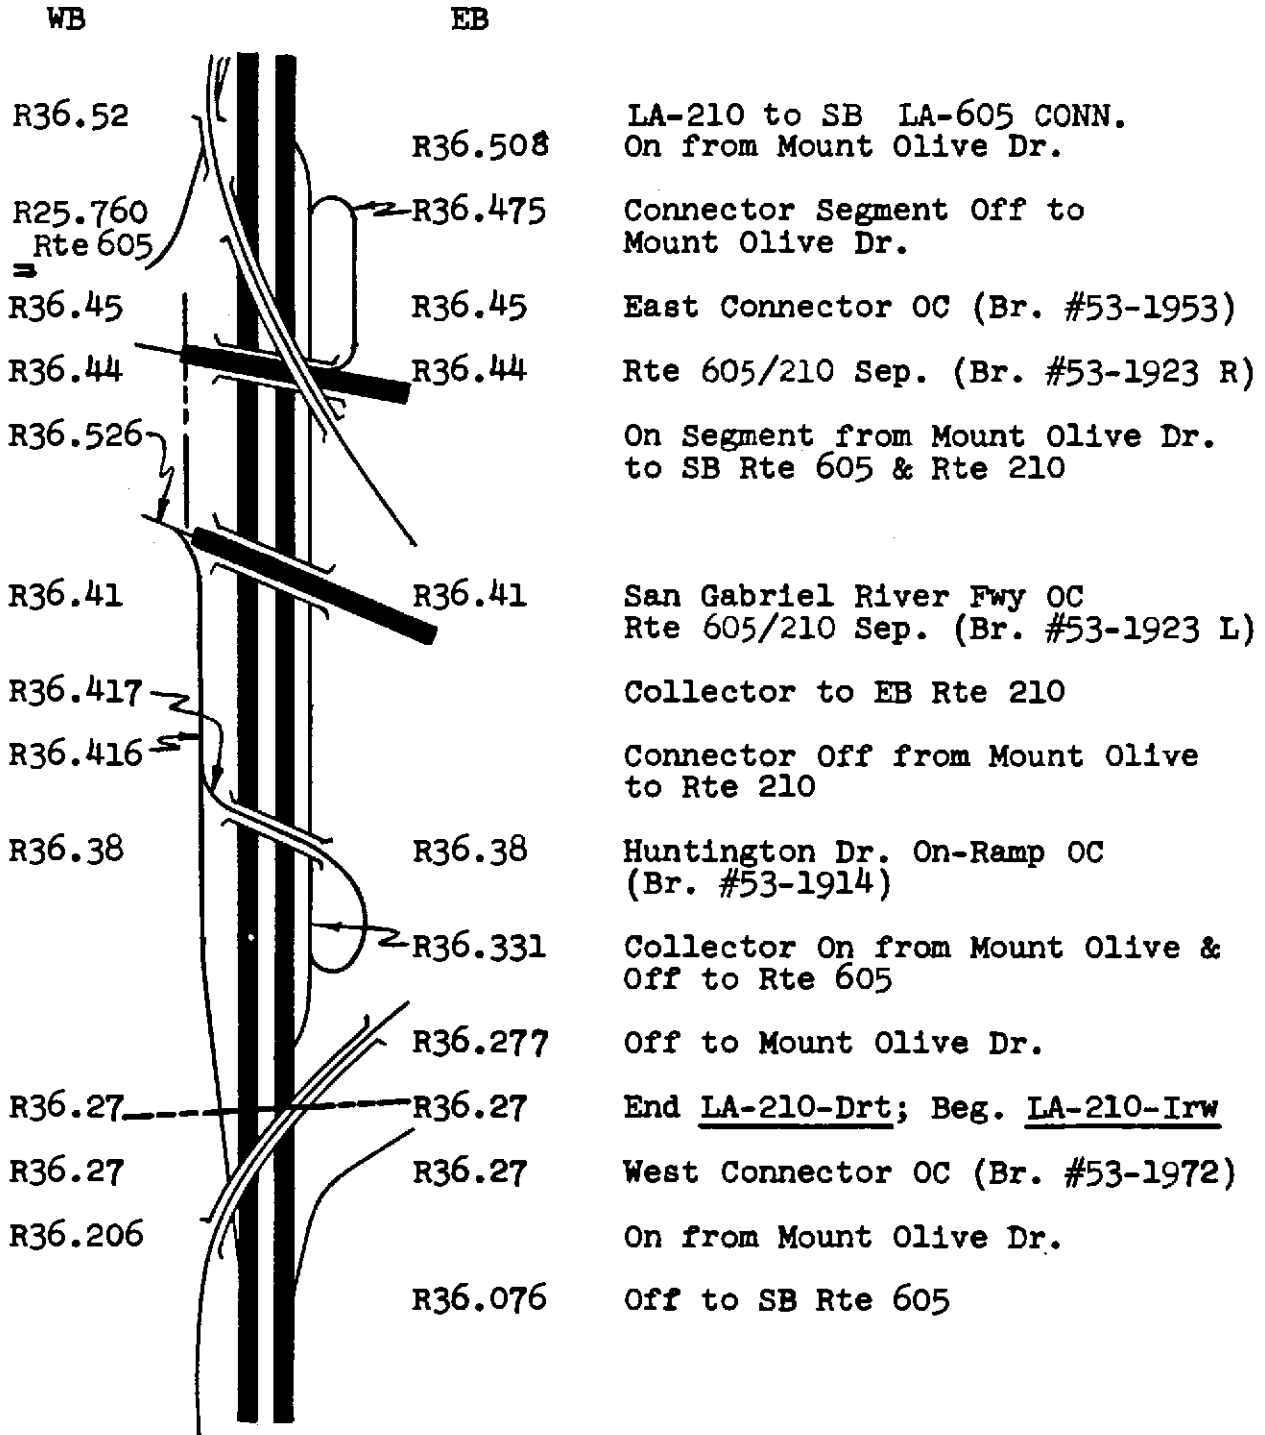 WB EB
R36.52 LA-210 to SB LA-605 CONN.
R36.508 On from Mount Olive Dr.
R25.760 R36.475 Connector Segment Off to
Rte 605 Mount Olive Dr.
R36.45 R36.45 East Connector OC (Br. #53-1953)
R36.44 R36.44 Rte 605/210 Sep. (Br. #53-1923 R)
R36.526 On Segment from Mount Olive Dr.
to SB Rte 605 & Rte 210
R36.41 R36.41 San Gabriel River Fwy OC
Rte 605/210 Sep. (Br. #53-1923 L)
R36.417 Collector to EB Rte 210
R36.416 Connector Off from Mount Olive
to Rte 210
R36.38 R36.38 Huntington Dr. On-Ramp OC
(Br. #53-1914)
R36.331 Collector On from Mount Olive &
Off to Rte 605
R36.277 Off to Mount Olive Dr.
R36.27 R36.27 End LA-210-Drt; Beg. LA-210-Irw
R36.27 R36.27 West Connector OC (Br. #53-1972)
R36.206 On from Mount Olive Dr.
R36.076 Off to SB Rte 605